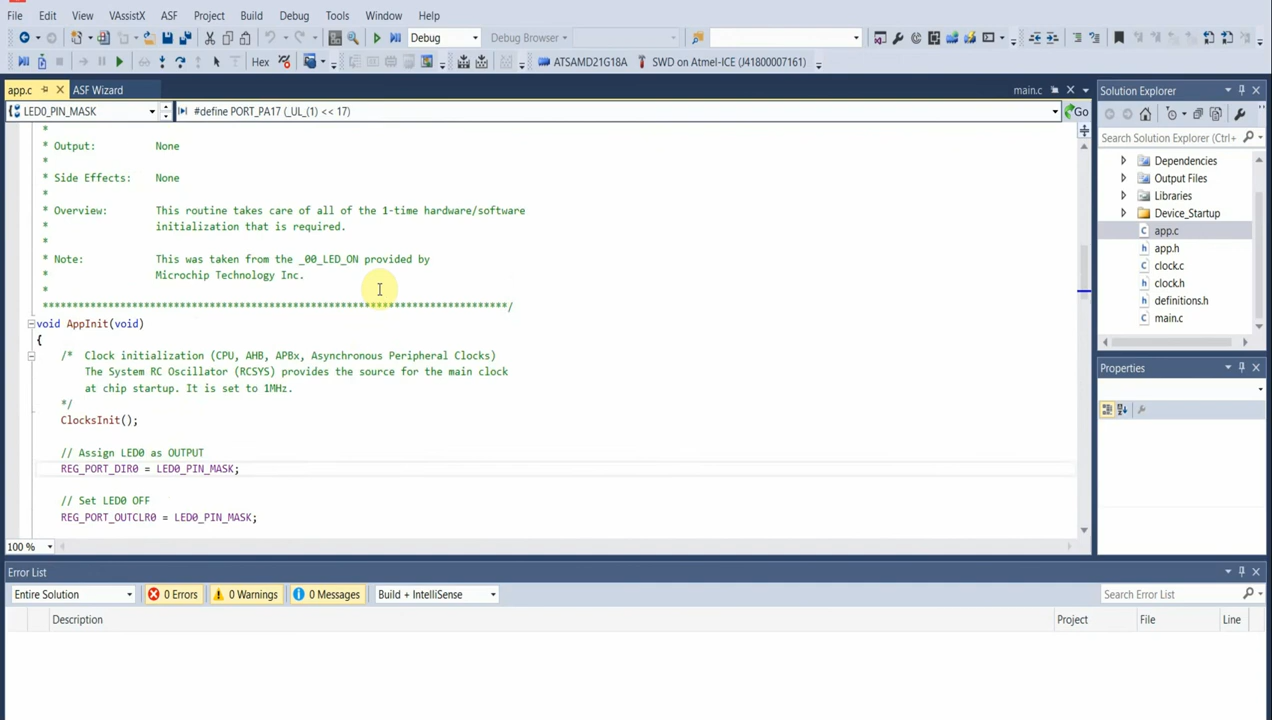 File Edit View VAssistX ASF Project Build Debug Tools Window Help
Debug Debug Browser
Hex ATSAMD21G18A SWD on Atmel-ICE (J41800007161)
app.c ASF Wizard main.c
LED0_PIN_MASK #define PORT_PA17 (_UL_(1) << 17) Go
*
* Output: None
*
* Side Effects: None
*
* Overview: This routine takes care of all of the 1-time hardware/software
* initialization that is required.
*
* Note: This was taken from the _00_LED_ON provided by
* Microchip Technology Inc.
*
******************************************************************************/
void AppInit(void)
{
/* Clock initialization (CPU, AHB, APBx, Asynchronous Peripheral Clocks)
The System RC Oscillator (RCSYS) provides the source for the main clock
at chip startup. It is set to 1MHz.
*/
ClocksInit();
// Assign LED0 as OUTPUT
REG_PORT_DIR0 = LED0_PIN_MASK;
// Set LED0 OFF
REG_PORT_OUTCLR0 = LED0_PIN_MASK;
100 %
Solution Explorer
Search Solution Explorer (Ctrl+
Dependencies
Output Files
Libraries
Device_Startup
app.c
app.h
clock.c
clock.h
definitions.h
main.c
Properties
Error List
Entire Solution 0 Errors 0 Warnings 0 Messages Build + IntelliSense Search Error List
Description Project File Line